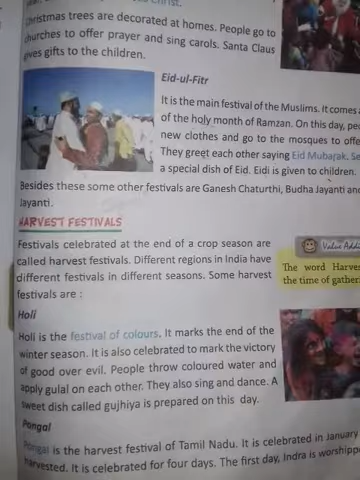 Christ.
Christmas trees are decorated at homes. People go to
churches to offer prayer and sing carols. Santa Claus
gives gifts to the children.
Eid-ul-Fitr
It is the main festival of the Muslims. It comes
of the holy month of Ramzan. On this day,
new clothes and go to the mosques to
They greet each other saying Eid Mubarak.
a special dish of Eid. Eidi is given to children.
Besides these some other festivals are Ganesh Chaturthi, Budha Jayanti and
Jayanti.
HARVEST FESTIVALS
Festivals celebrated at the end of a crop season are
called harvest festivals. Different regions in India have
different festivals in different seasons. Some harvest
festivals are :
Value
The word
the time of
Holi
Holi is the festival of colours. It marks the end of the
winter season. It is also celebrated to mark the victory
of good over evil. People throw coloured water and
apply gulal on each other. They also sing and dance. A
sweet dish called gujhiya is prepared on this day.
Pongal
Pongal is the harvest festival of Tamil Nadu. It is celebrated in January
harvested. It is celebrated for four days. The first day, Indra is